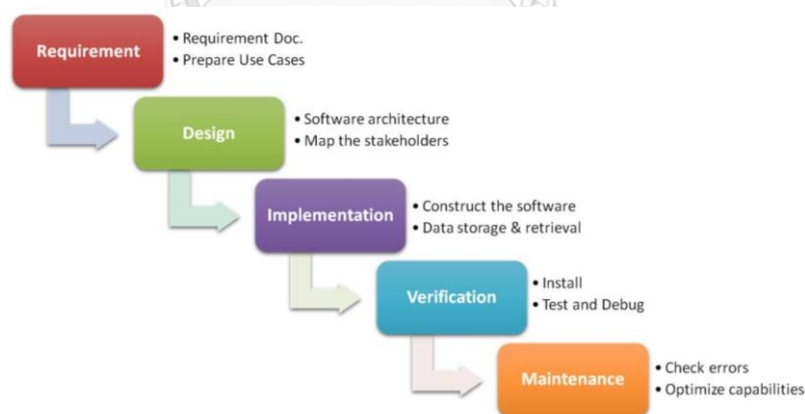 Requirement
• Requirement Doc.
• Prepare Use Cases
Design
• Software architecture
• Map the stakeholders
Implementation
• Construct the software
• Data storage & retrieval
Verification
• Install
• Test and Debug
Maintenance
• Check errors
• Optimize capabilities